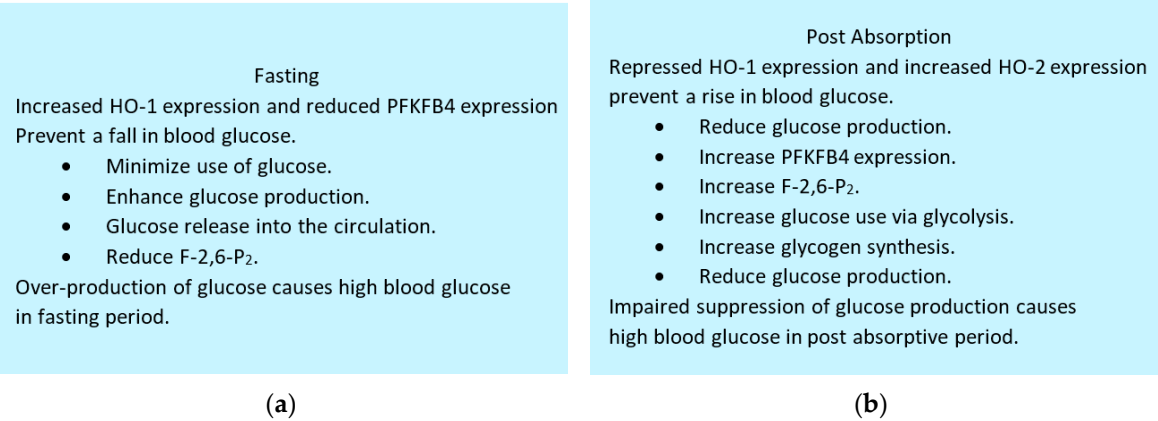 Fasting
Increased HO-1 expression and reduced PFKFB4 expression
Prevent a fall in blood glucose.
• Minimize use of glucose.
• Enhance glucose production.
• Glucose release into the circulation.
• Reduce F-2,6-P₂.
Over-production of glucose causes high blood glucose
in fasting period.
(a)
Post Absorption
Repressed HO-1 expression and increased HO-2 expression
prevent a rise in blood glucose.
• Reduce glucose production.
• Increase PFKFB4 expression.
• Increase F-2,6-P₂.
• Increase glucose use via glycolysis.
• Increase glycogen synthesis.
• Reduce glucose production.
Impaired suppression of glucose production causes
high blood glucose in post absorptive period.
(b)